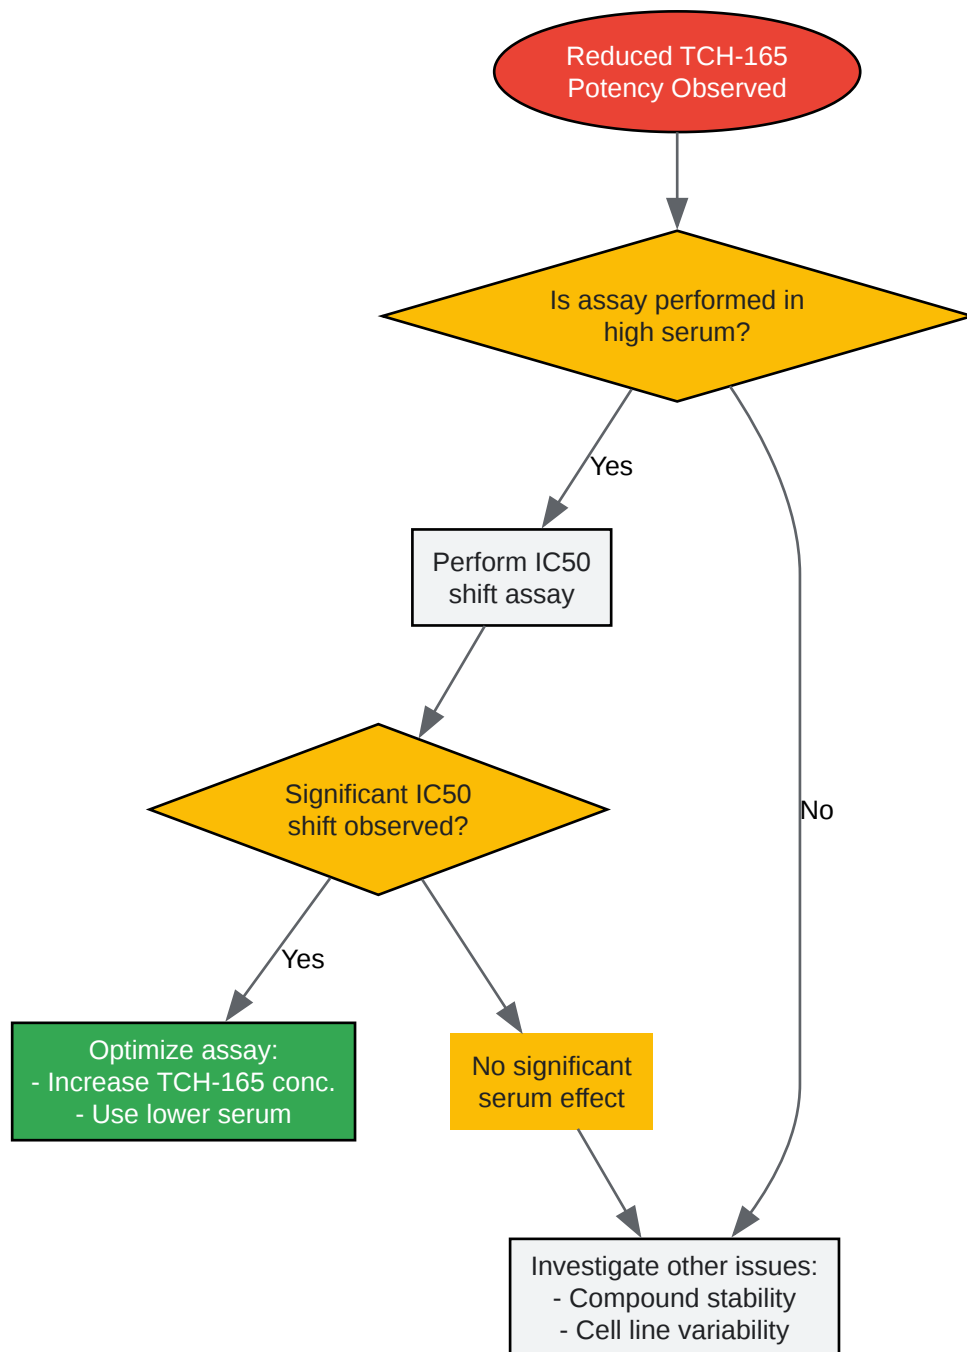 Reduced TCH-165
Potency Observed
Is assay performed in
high serum?
Yes
Perform IC50
shift assay
Significant IC50
shift observed?
No
Yes
Optimize assay:
- Increase TCH-165 conc.
- Use lower serum
No significant
serum effect
Investigate other issues:
- Compound stability
- Cell line variability